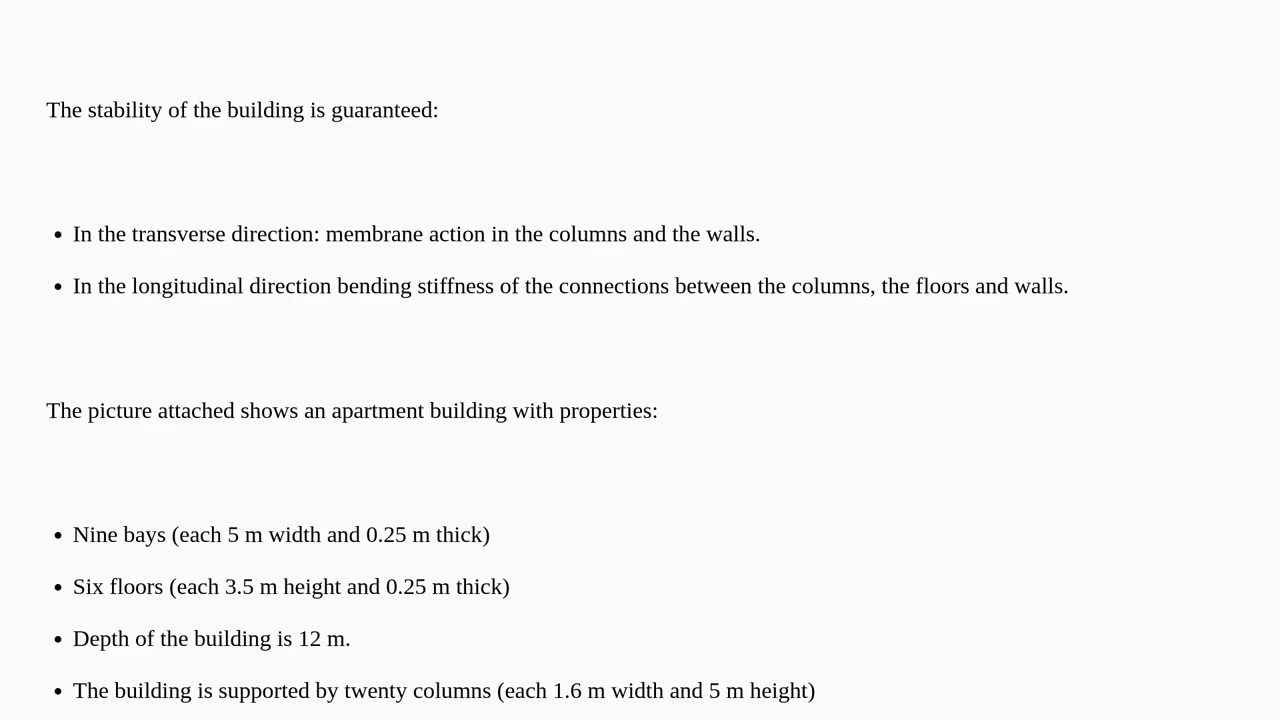 The stability of the building is guaranteed:
• In the transverse direction: membrane action in the columns and the walls.
• In the longitudinal direction bending stiffness of the connections between the columns, the floors and walls.
The picture attached shows an apartment building with properties:
• Nine bays (each 5 m width and 0.25 m thick)
• Six floors (each 3.5 m height and 0.25 m thick)
• Depth of the building is 12 m.
• The building is supported by twenty columns (each 1.6 m width and 5 m height)